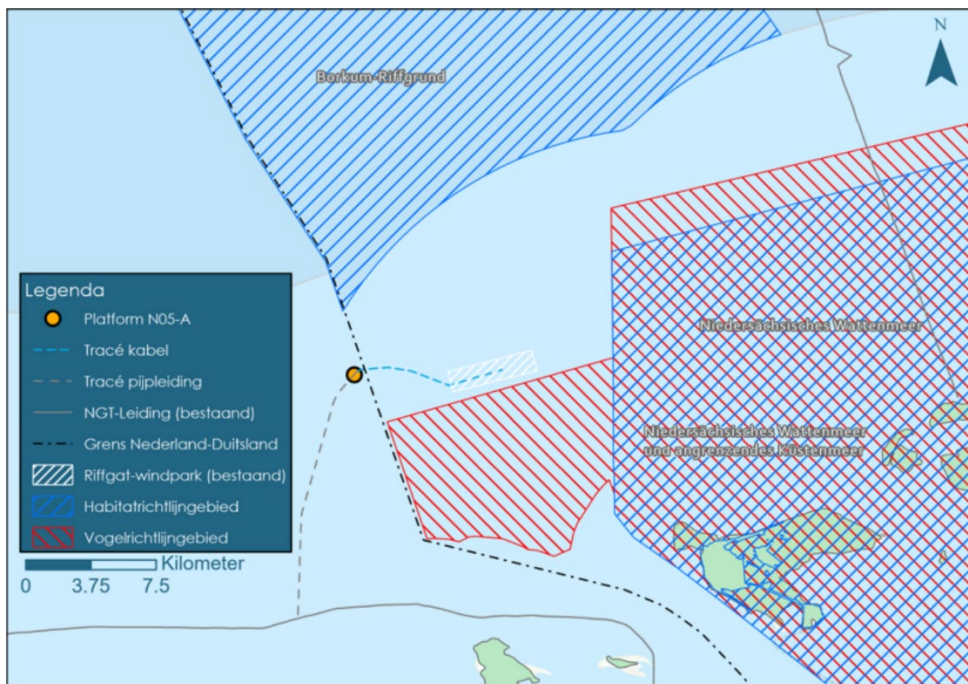 N
Borkum-Riffgrund
Legenda
Platform N05-A
Tracé kabel
Tracé pijpleiding
NGT-Leiding (bestaand)
Grens Nederland-Duitsland
Riffgat-windpark (bestaand)
Habitatrichtlijngebied
Vogelrichtlijngebied
Kilometer
0 3.75 7.5
Niedersächsisches Wattenmeer
Niedersächsisches Wattenmeer
und angrenzendes Küstenmeer